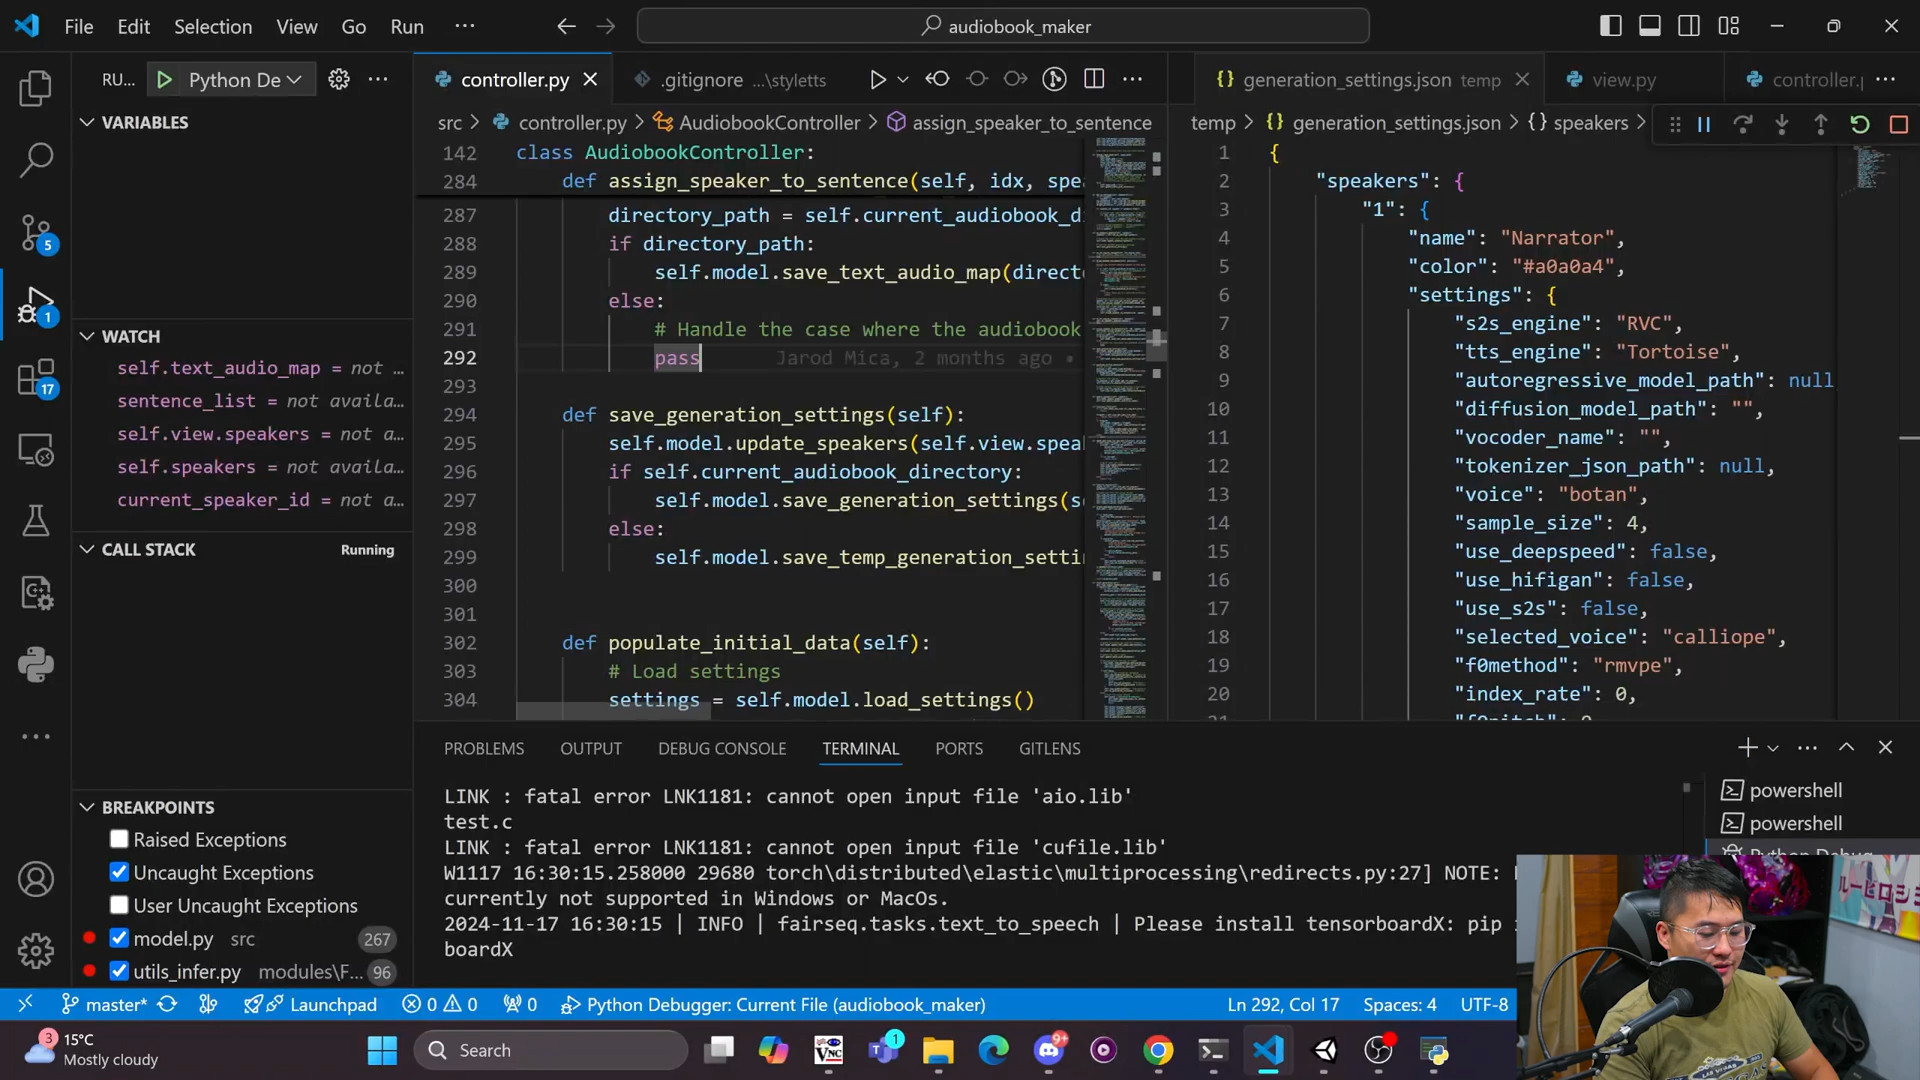 File Edit Selection View Go Run ··· audiobook_maker
RU... Python De
controller.py .gitignore ...\styletts
generation_settings.json temp view.py controller.
src > controller.py > AudiobookController > assign_speaker_to_sentence
temp > {} generation_settings.json > {} speakers >
VARIABLES
WATCH
self.text_audio_map = not ...
sentence_list = not availa...
self.view.speakers = not a...
self.speakers = not availa...
current_speaker_id = not a...
CALL STACK Running
BREAKPOINTS
Raised Exceptions
Uncaught Exceptions
User Uncaught Exceptions
model.py src 267
utils_infer.py modules\F... 96
5
1
17
142 class AudiobookController:
284 def assign_speaker_to_sentence(self, idx, spea
287 directory_path = self.current_audiobook_d
288 if directory_path:
289 self.model.save_text_audio_map(direct
290 else:
291 # Handle the case where the audiobook
292 pass Jarod Mica, 2 months ago •
293
294 def save_generation_settings(self):
295 self.model.update_speakers(self.view.spea
296 if self.current_audiobook_directory:
297 self.model.save_generation_settings(s
298 else:
299 self.model.save_temp_generation_setti
300
301
302 def populate_initial_data(self):
303 # Load settings
304 settings = self.model.load_settings()
1 {
2 "speakers": {
3 "1": {
4 "name": "Narrator",
5 "color": "#a0a0a4",
6 "settings": {
7 "s2s_engine": "RVC",
8 "tts_engine": "Tortoise",
9 "autoregressive_model_path": null
10 "diffusion_model_path": "",
11 "vocoder_name": "",
12 "tokenizer_json_path": null,
13 "voice": "botan",
14 "sample_size": 4,
15 "use_deepspeed": false,
16 "use_hifigan": false,
17 "use_s2s": false,
18 "selected_voice": "calliope",
19 "f0method": "rmvpe",
20 "index_rate": 0,
PROBLEMS OUTPUT DEBUG CONSOLE TERMINAL PORTS GITLENS
LINK : fatal error LNK1181: cannot open input file 'aio.lib'
test.c
LINK : fatal error LNK1181: cannot open input file 'cufile.lib'
W1117 16:30:15.258000 29680 torch\distributed\elastic\multiprocessing\redirects.py:27] NOTE:
currently not supported in Windows or MacOs.
2024-11-17 16:30:15 | INFO | fairseq.tasks.text_to_speech | Please install tensorboardX: pip
boardX
powershell
powershell
master* Launchpad 0 0 0 Python Debugger: Current File (audiobook_maker) Ln 292, Col 17 Spaces: 4 UTF-8
3 15°C
Mostly cloudy
Search
1
9+